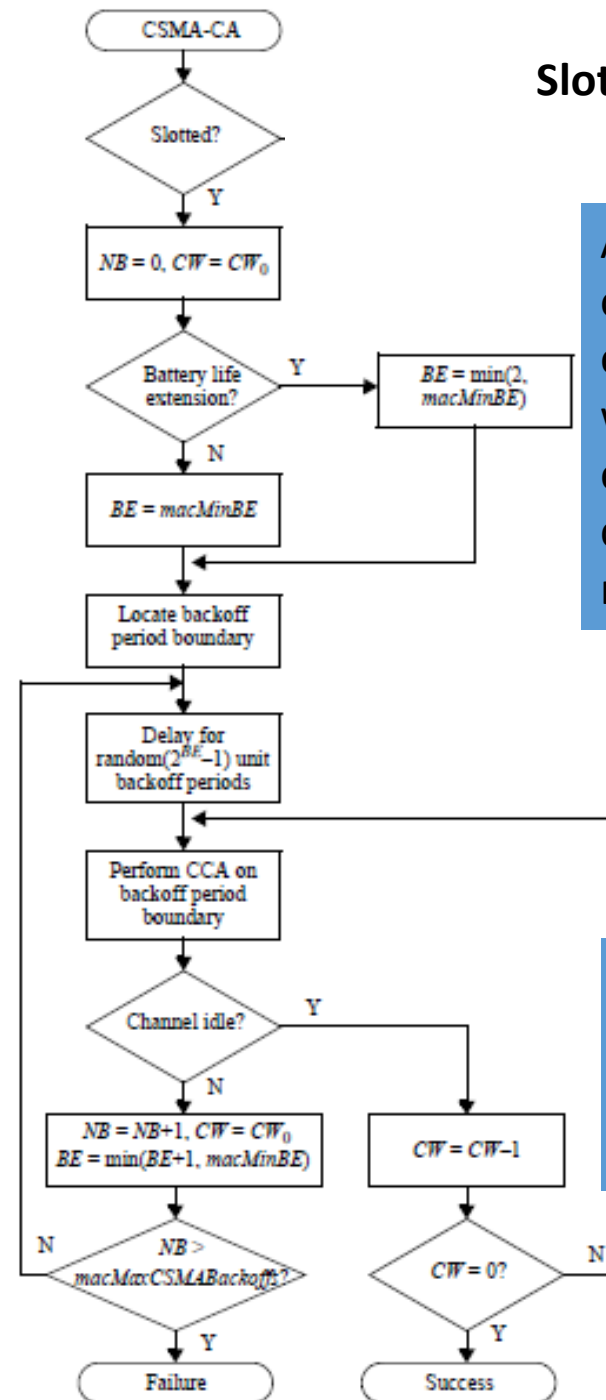 CSMA-CA
Slot
Slotted?
Y
NB = 0, CW = CW₀
Battery life
extension?
Y
BE = min(2,
macMinBE)
N
BE = macMinBE
Locate backoff
period boundary
Delay for
random(2^BE–1) unit
backoff periods
Perform CCA on
backoff period
boundary
Channel idle?
Y
N
NB = NB+1, CW = CW₀
BE = min(BE+1, macMinBE)
CW = CW–1
N
NB >
macMaxCSMABackoffs?
CW = 0?
N
Y
Y
Failure
Success